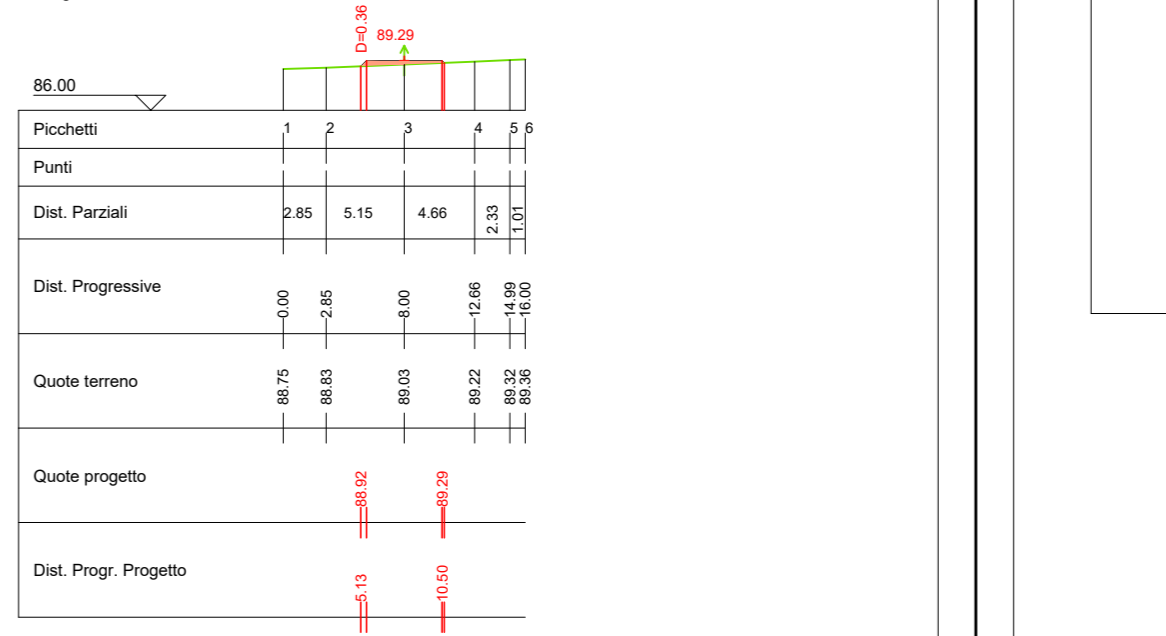 D=0.36
89.29
86.00
Picchetti 1 2 3 4 5 6
Punti
Dist. Parziali 2.85 5.15 4.66 2.33 1.01
Dist. Progressive 0.00 2.85 8.00 12.66 14.99 16.00
Quote terreno 88.75 88.83 89.03 89.22 89.32 89.36
Quote progetto 88.92 89.29
Dist. Progr. Progetto 5.13 10.50